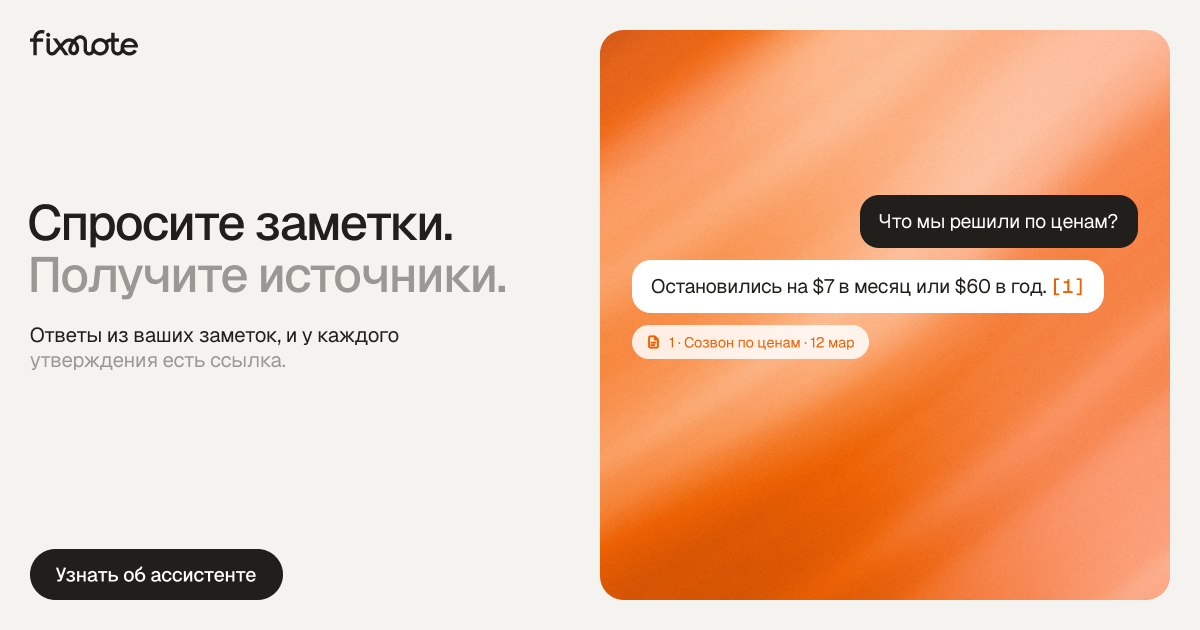 fixnote
Спросите заметки.
Получите источники.
Ответы из ваших заметок, и у каждого
утверждения есть ссылка.
Узнать об ассистенте
Что мы решили по ценам?
Остановились на $7 в месяц или $60 в год. [1]
1 · Созвон по ценам · 12 мар